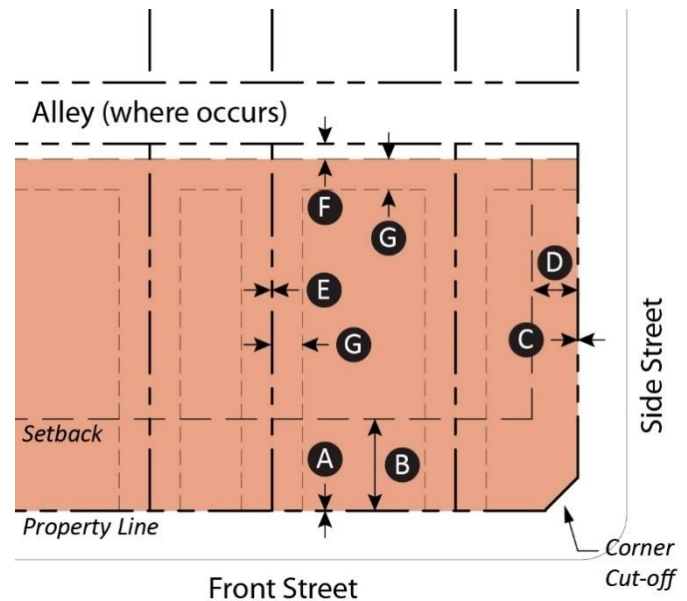 Alley (where occurs)
F
G
D
E
C
G
Side Street
Setback
A
B
Property Line
Corner
Cut-off
Front Street